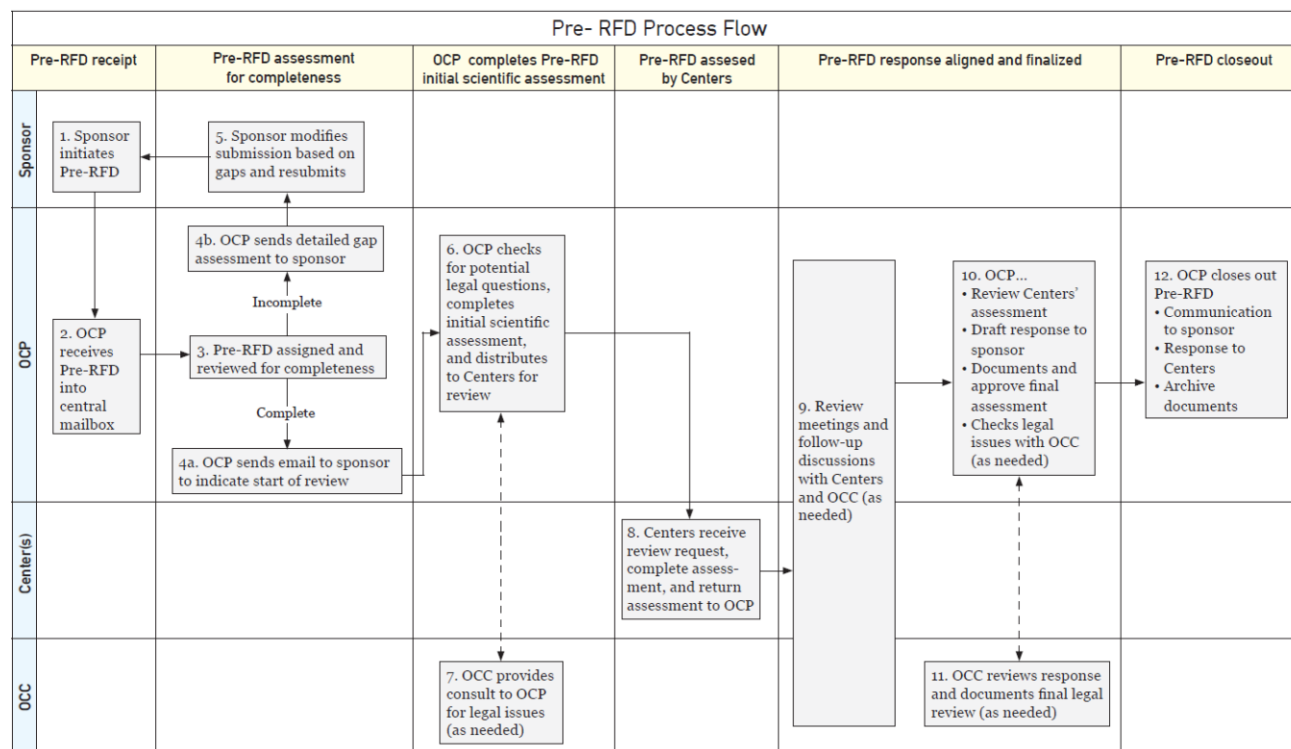 Pre- RFD Process Flow
Pre-RFD receipt
Pre-RFD assessment
for completeness
OCP completes Pre-RFD
initial scientific assessment
Pre-RFD assesed
by Centers
Pre-RFD response aligned and finalized
Pre-RFD closeout
Sponsor
1. Sponsor
initiates
Pre-RFD
5. Sponsor modifies
submission based on
gaps and resubmits
OCP
2. OCP
receives
Pre-RFD
into
central
mailbox
4b. OCP sends detailed gap
assessment to sponsor
Incomplete
3. Pre-RFD assigned and
reviewed for completeness
Complete
4a. OCP sends email to sponsor
to indicate start of review
6. OCP checks
for potential
legal questions,
completes
initial scientific
assessment,
and distributes
to Centers for
review
9. Review
meetings and
follow-up
discussions
with Centers
and OCC (as
needed)
10. OCP...
• Review Centers'
assessment
• Draft response to
sponsor
• Documents and
approve final
assessment
• Checks legal
issues with OCC
(as needed)
12. OCP closes out
Pre-RFD
• Communication
to sponsor
• Response to
Centers
• Archive
documents
Center(s)
8. Centers receive
review request,
complete assess-
ment, and return
assessment to OCP
OCC
7. OCC provides
consult to OCP
for legal issues
(as needed)
11. OCC reviews response
and documents final legal
review (as needed)